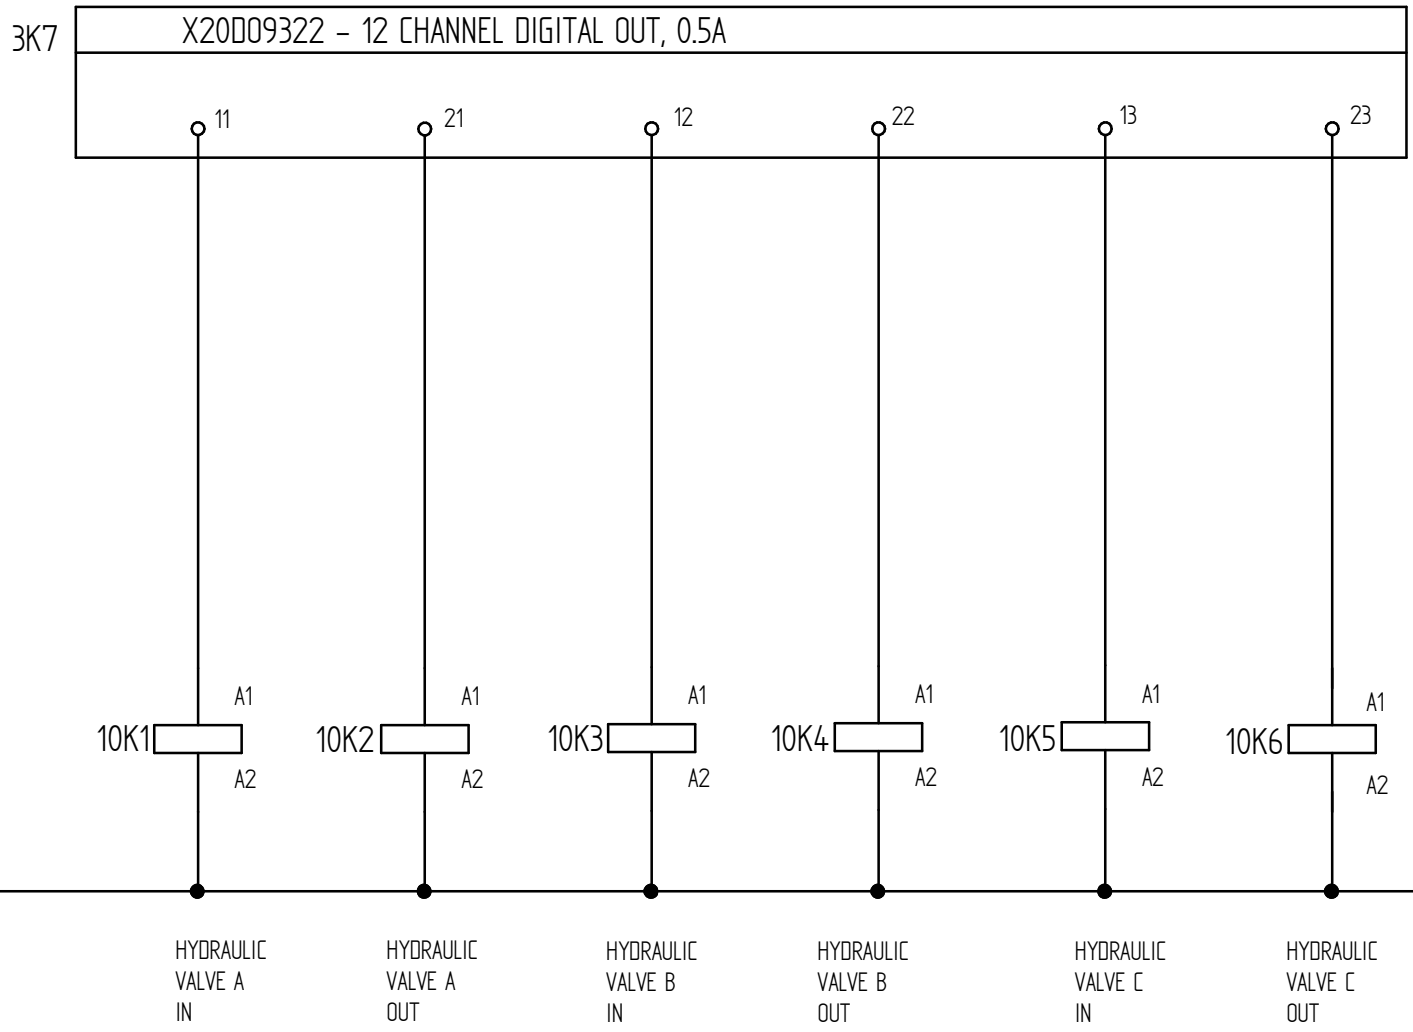 3K7
X20DO9322 - 12 CHANNEL DIGITAL OUT, 0.5A
11
21
12
22
13
23
10K1
A1
A2
10K2
A1
A2
10K3
A1
A2
10K4
A1
A2
10K5
A1
A2
10K6
A1
A2
HYDRAULIC
VALVE A
IN
HYDRAULIC
VALVE A
OUT
HYDRAULIC
VALVE B
IN
HYDRAULIC
VALVE B
OUT
HYDRAULIC
VALVE C
IN
HYDRAULIC
VALVE C
OUT